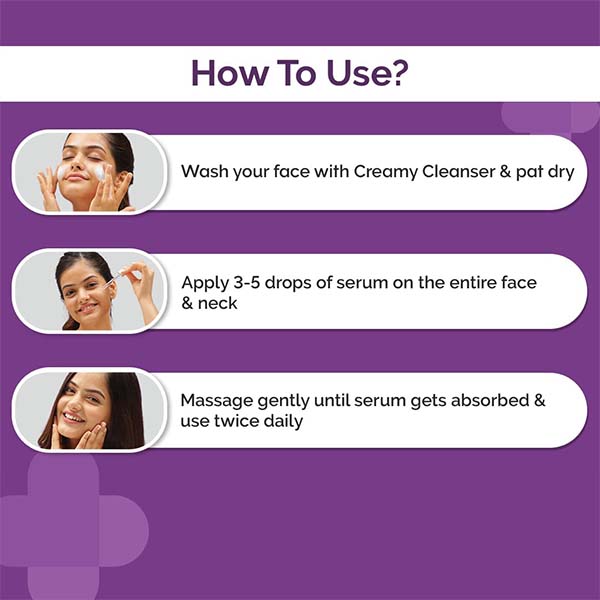 How To Use?
Wash your face with Creamy Cleanser & pat dry
Apply 3-5 drops of serum on the entire face
& neck
Massage gently until serum gets absorbed &
use twice daily